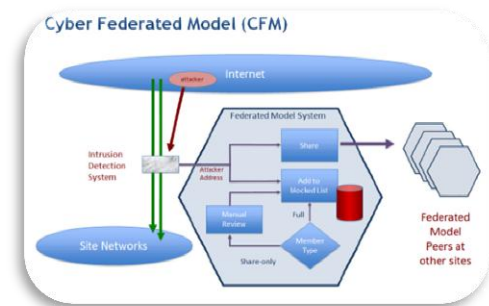 Cyber Federated Model (CFM)
Internet
attacker
Federated Model System
Share
Intrusion
Detection
System
Attacker
Address
Add to
blocked List
Manual
Review
Full
Member
Type
Site Networks
Share-only
Federated
Model
Peers at
other sites